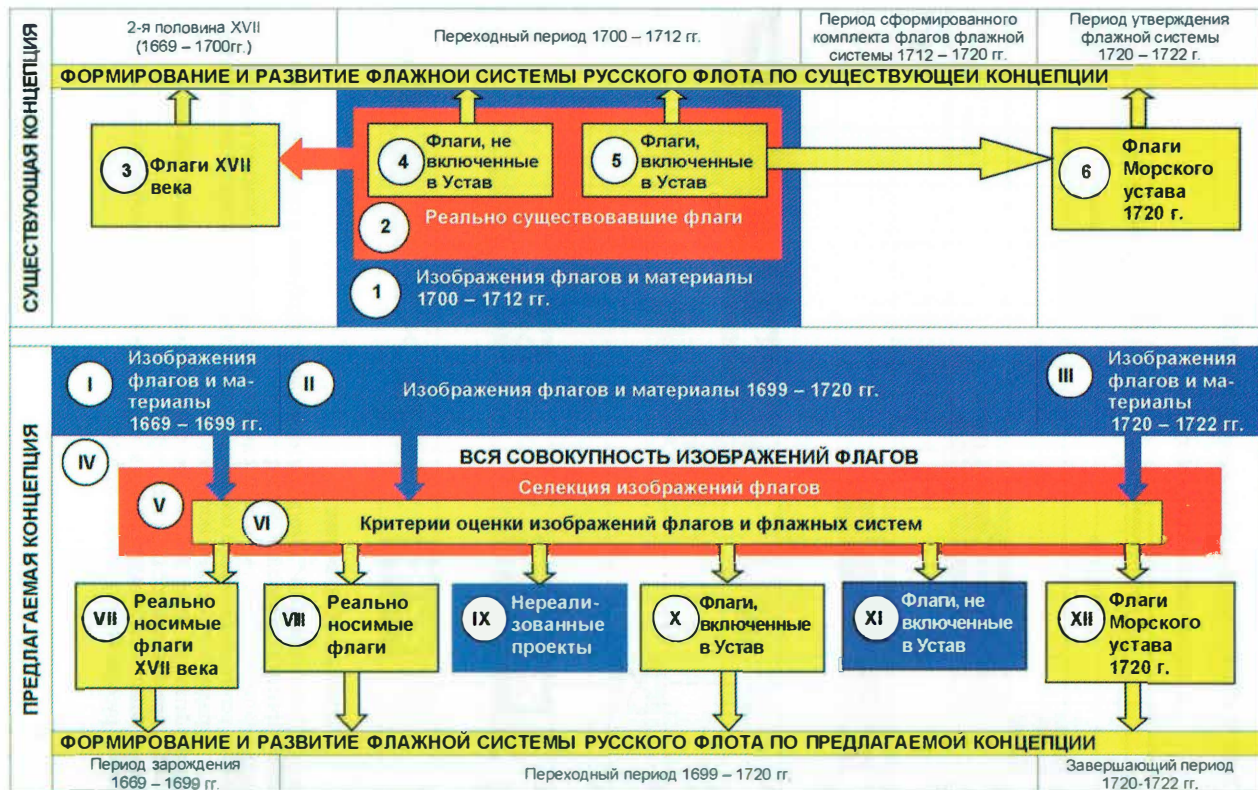 СУЩЕСТВУЮЩАЯ КОНЦЕПЦИЯ
2-я половина XVII
(1669 – 1700гг.)
Переходный период 1700 – 1712 гг.
Период сформированного
комплекта флагов флажной
системы 1712 – 1720 гг.
Период утверждения
флажной системы
1720 – 1722 г.
ФОРМИРОВАНИЕ И РАЗВИТИЕ ФЛАЖНОЙ СИСТЕМЫ РУССКОГО ФЛОТА ПО СУЩЕСТВУЮЩЕЙ КОНЦЕПЦИИ
3
Флаги XVII
века
4
Флаги, не
включенные
в Устав
5
Флаги,
включенные
в Устав
6
Флаги
Морского
устава
1720 г.
2
Реально существовавшие флаги
1
Изображения флагов и материалы
1700 – 1712 гг.
ПРЕДЛАГАЕМАЯ КОНЦЕПЦИЯ
I
Изображения
флагов и ма-
териалы
1669 – 1699 гг.
II
Изображения флагов и материалы 1699 – 1720 гг.
III
Изображения
флагов и ма-
териалы
1720 – 1722 гг.
IV
ВСЯ СОВОКУПНОСТЬ ИЗОБРАЖЕНИЙ ФЛАГОВ
V
Селекция изображений флагов
VI
Критерии оценки изображений флагов и флажных систем
VII
Реально
носимые
флаги
XVII века
VIII
Реально
носимые
флаги
IX
Нереали-
зованные
проекты
X
Флаги,
включенные
в Устав
XI
Флаги, не
включенные
в Устав
XII
Флаги
Морского
устава
1720 г.
ФОРМИРОВАНИЕ И РАЗВИТИЕ ФЛАЖНОЙ СИСТЕМЫ РУССКОГО ФЛОТА ПО ПРЕДЛАГАЕМОЙ КОНЦЕПЦИИ
Период зарождения
1669 – 1699 гг.
Переходный период 1699 – 1720 гг.
Завершающий период
1720-1722 гг.